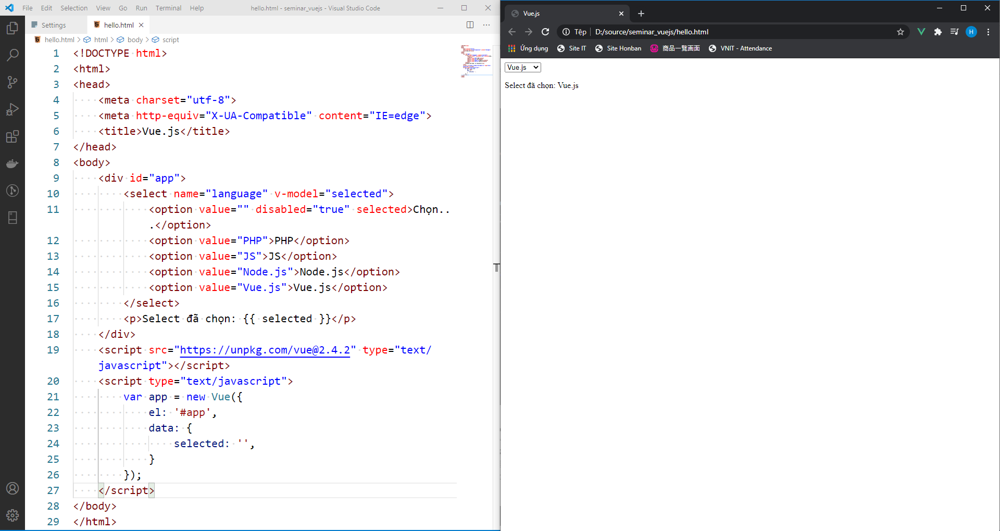 File Edit Selection View Go Run Terminal Help hello.html - seminar_vuejs - Visual Studio Code
Settings hello.html
hello.html > html > body > script
1 <!DOCTYPE html>
2 <html>
3 <head>
4 <meta charset="utf-8">
5 <meta http-equiv="X-UA-Compatible" content="IE=edge">
6 <title>Vue.js</title>
7 </head>
8 <body>
9 <div id="app">
10 <select name="language" v-model="selected">
11 <option value="" disabled="true" selected>Chọn..
.</option>
12 <option value="PHP">PHP</option>
13 <option value="JS">JS</option>
14 <option value="Node.js">Node.js</option>
15 <option value="Vue.js">Vue.js</option>
16 </select>
17 <p>Select đã chọn: {{ selected }}</p>
18 </div>
19 <script src="https://unpkg.com/vue@2.4.2" type="text/
javascript"></script>
20 <script type="text/javascript">
21 var app = new Vue({
22 el: '#app',
23 data: {
24 selected: '',
25 }
26 });
27 </script>
28 </body>
29 </html>
Vue.js
Tệp D:/source/seminar_vuejs/hello.html H
Ứng dụng Site IT Site Honban 商品一覧画面 VNIT - Attendance
Vue.js
Select đã chọn: Vue.js